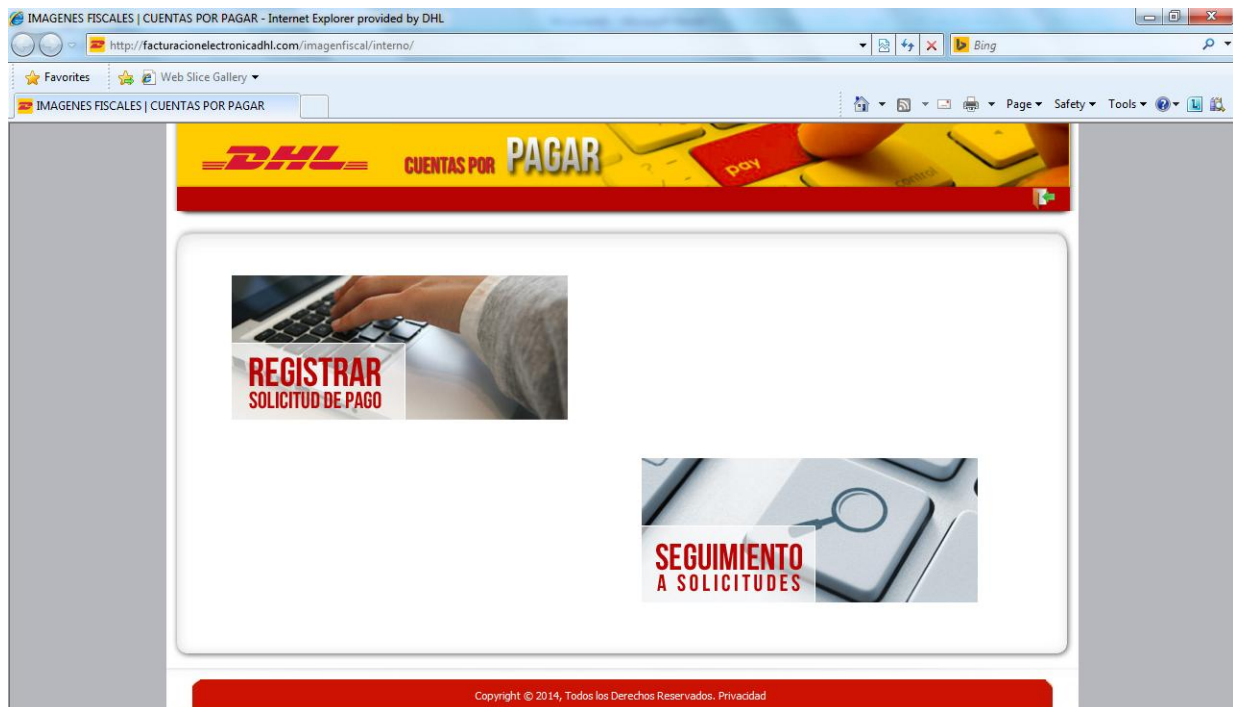 IMAGENES FISCALES | CUENTAS POR PAGAR - Internet Explorer provided by DHL
http://facturacionelectronicadhl.com/imagenfiscal/interno/
Bing
Favorites
Web Slice Gallery
IMAGENES FISCALES | CUENTAS POR PAGAR
Page
Safety
Tools
DHL
CUENTAS POR PAGAR
pay
control
REGISTRAR
SOLICITUD DE PAGO
SEGUIMIENTO
A SOLICITUDES
Copyright © 2014, Todos los Derechos Reservados. Privacidad